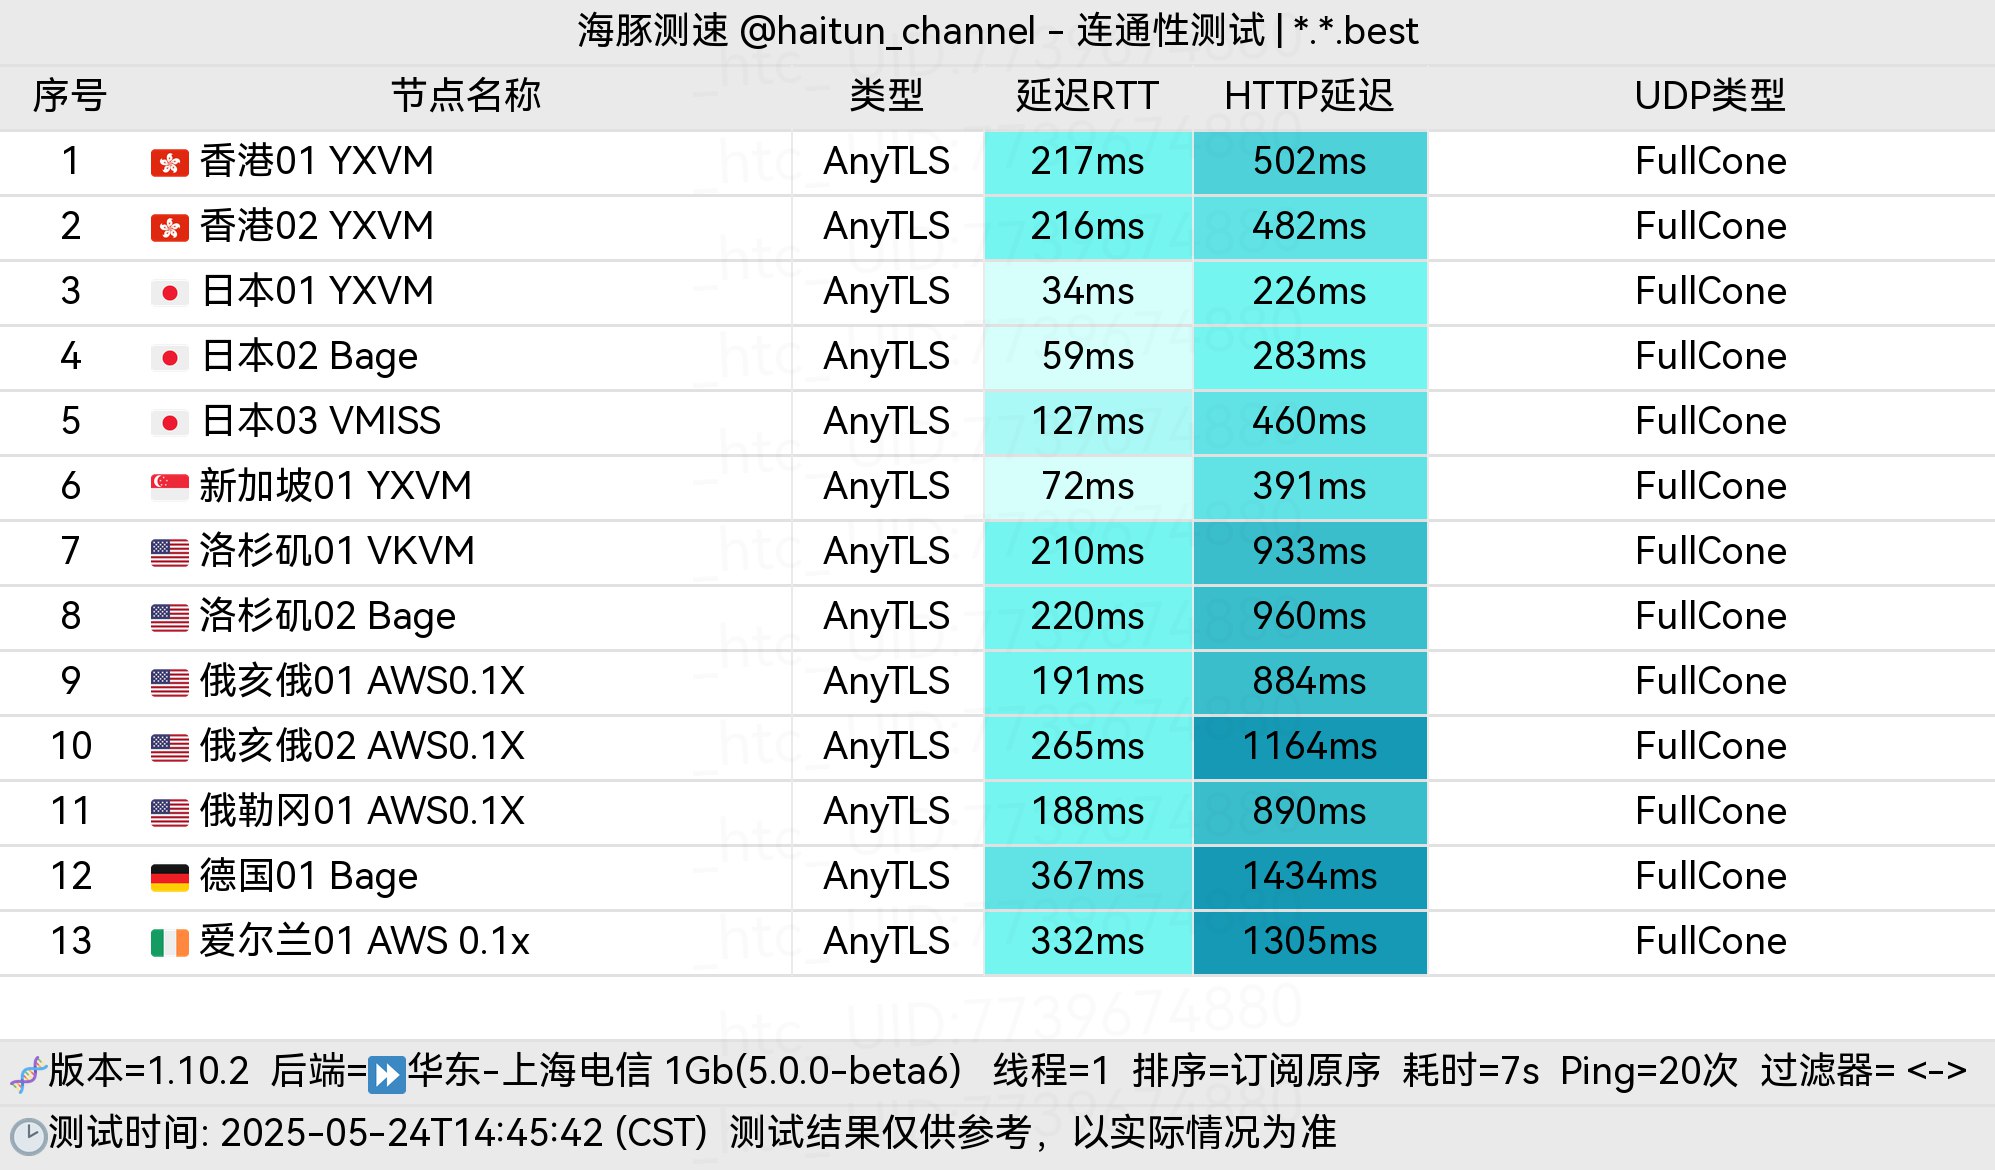 海豚测速 @haitun_channel - 连通性测试 | *.*.best
序号 节点名称 类型 延迟RTT HTTP延迟 UDP类型
1 🇭🇰 香港01 YXVM AnyTLS 217ms 502ms FullCone
2 🇭🇰 香港02 YXVM AnyTLS 216ms 482ms FullCone
3 🇯🇵 日本01 YXVM AnyTLS 34ms 226ms FullCone
4 🇯🇵 日本02 Bage AnyTLS 59ms 283ms FullCone
5 🇯🇵 日本03 VMISS AnyTLS 127ms 460ms FullCone
6 🇸🇬 新加坡01 YXVM AnyTLS 72ms 391ms FullCone
7 🇺🇸 洛杉矶01 VKVM AnyTLS 210ms 933ms FullCone
8 🇺🇸 洛杉矶02 Bage AnyTLS 220ms 960ms FullCone
9 🇺🇸 俄亥俄01 AWS0.1X AnyTLS 191ms 884ms FullCone
10 🇺🇸 俄亥俄02 AWS0.1X AnyTLS 265ms 1164ms FullCone
11 🇺🇸 俄勒冈01 AWS0.1X AnyTLS 188ms 890ms FullCone
12 🇩🇪 德国01 Bage AnyTLS 367ms 1434ms FullCone
13 🇮🇪 爱尔兰01 AWS 0.1x AnyTLS 332ms 1305ms FullCone
_htc_ UID:7739674880
🧬版本=1.10.2 后端=⏩华东-上海电信 1Gb(5.0.0-beta6) 线程=1 排序=订阅原序 耗时=7s Ping=20次 过滤器= <->
🕑测试时间: 2025-05-24T14:45:42 (CST) 测试结果仅供参考，以实际情况为准